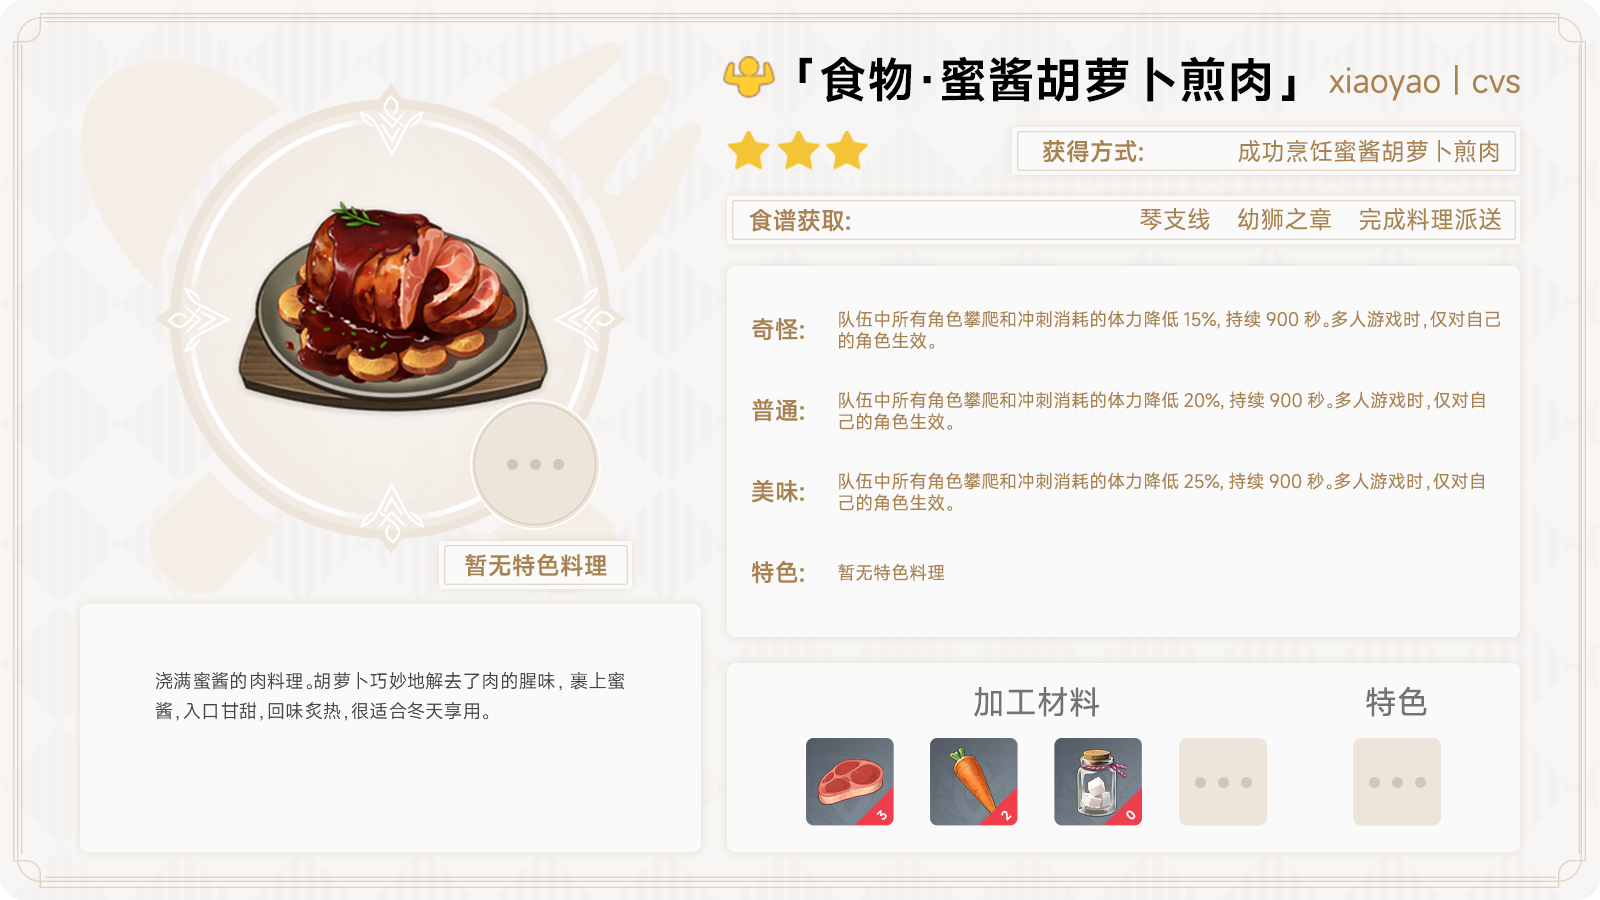 「食物·蜜酱胡萝卜煎肉」 xiaoyao | cvs
获得方式: 成功烹饪蜜酱胡萝卜煎肉
食谱获取: 琴支线 幼狮之章 完成料理派送
奇怪: 队伍中所有角色攀爬和冲刺消耗的体力降低 15%, 持续 900 秒。多人游戏时,仅对自己
的角色生效。
普通: 队伍中所有角色攀爬和冲刺消耗的体力降低 20%, 持续 900 秒。多人游戏时,仅对自
己的角色生效。
美味: 队伍中所有角色攀爬和冲刺消耗的体力降低 25%, 持续 900 秒。多人游戏时,仅对自
己的角色生效。
特色: 暂无特色料理
暂无特色料理
浇满蜜酱的肉料理。胡萝卜巧妙地解去了肉的腥味, 裹上蜜
酱,入口甘甜,回味炙热,很适合冬天享用。
加工材料 特色
3 2 0